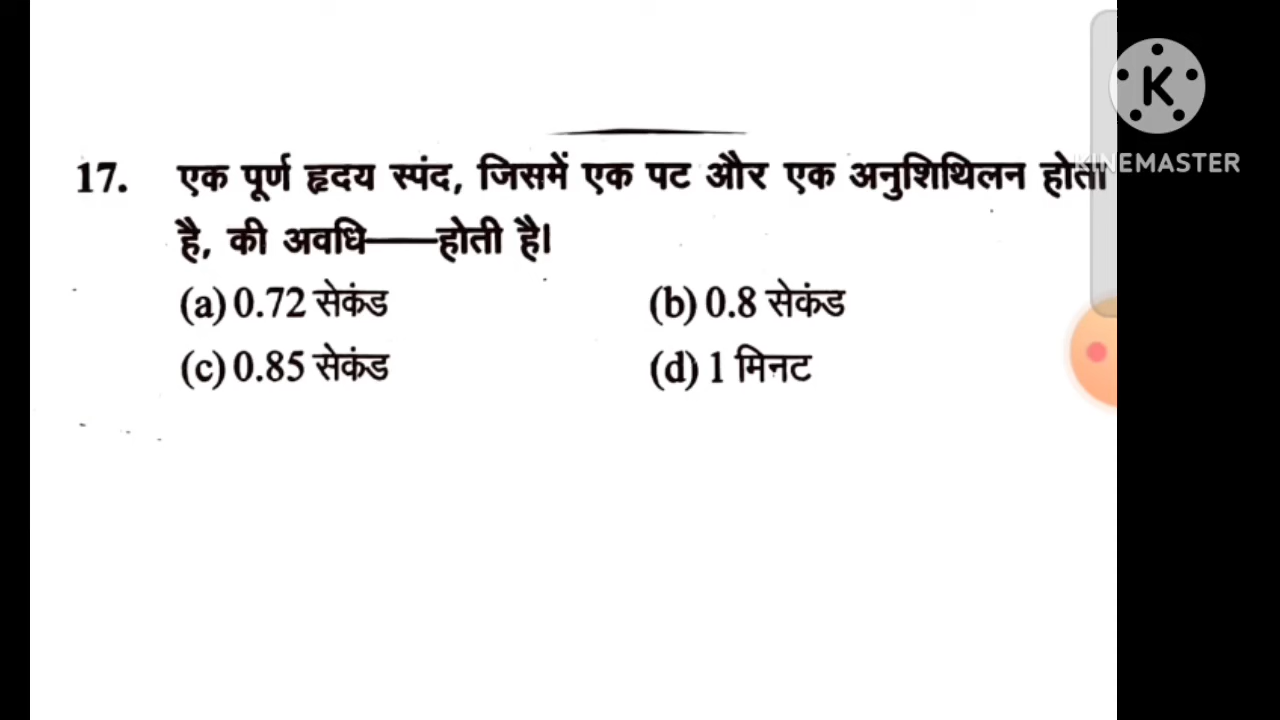 17. एक पूर्ण हृदय स्पंद, जिसमें एक पट और एक अनुशिथिलन होता
है, की अवधि——होती है।
(a) 0.72 सेकंड (b) 0.8 सेकंड
(c) 0.85 सेकंड (d) 1 मिनट
K
KINEMASTER